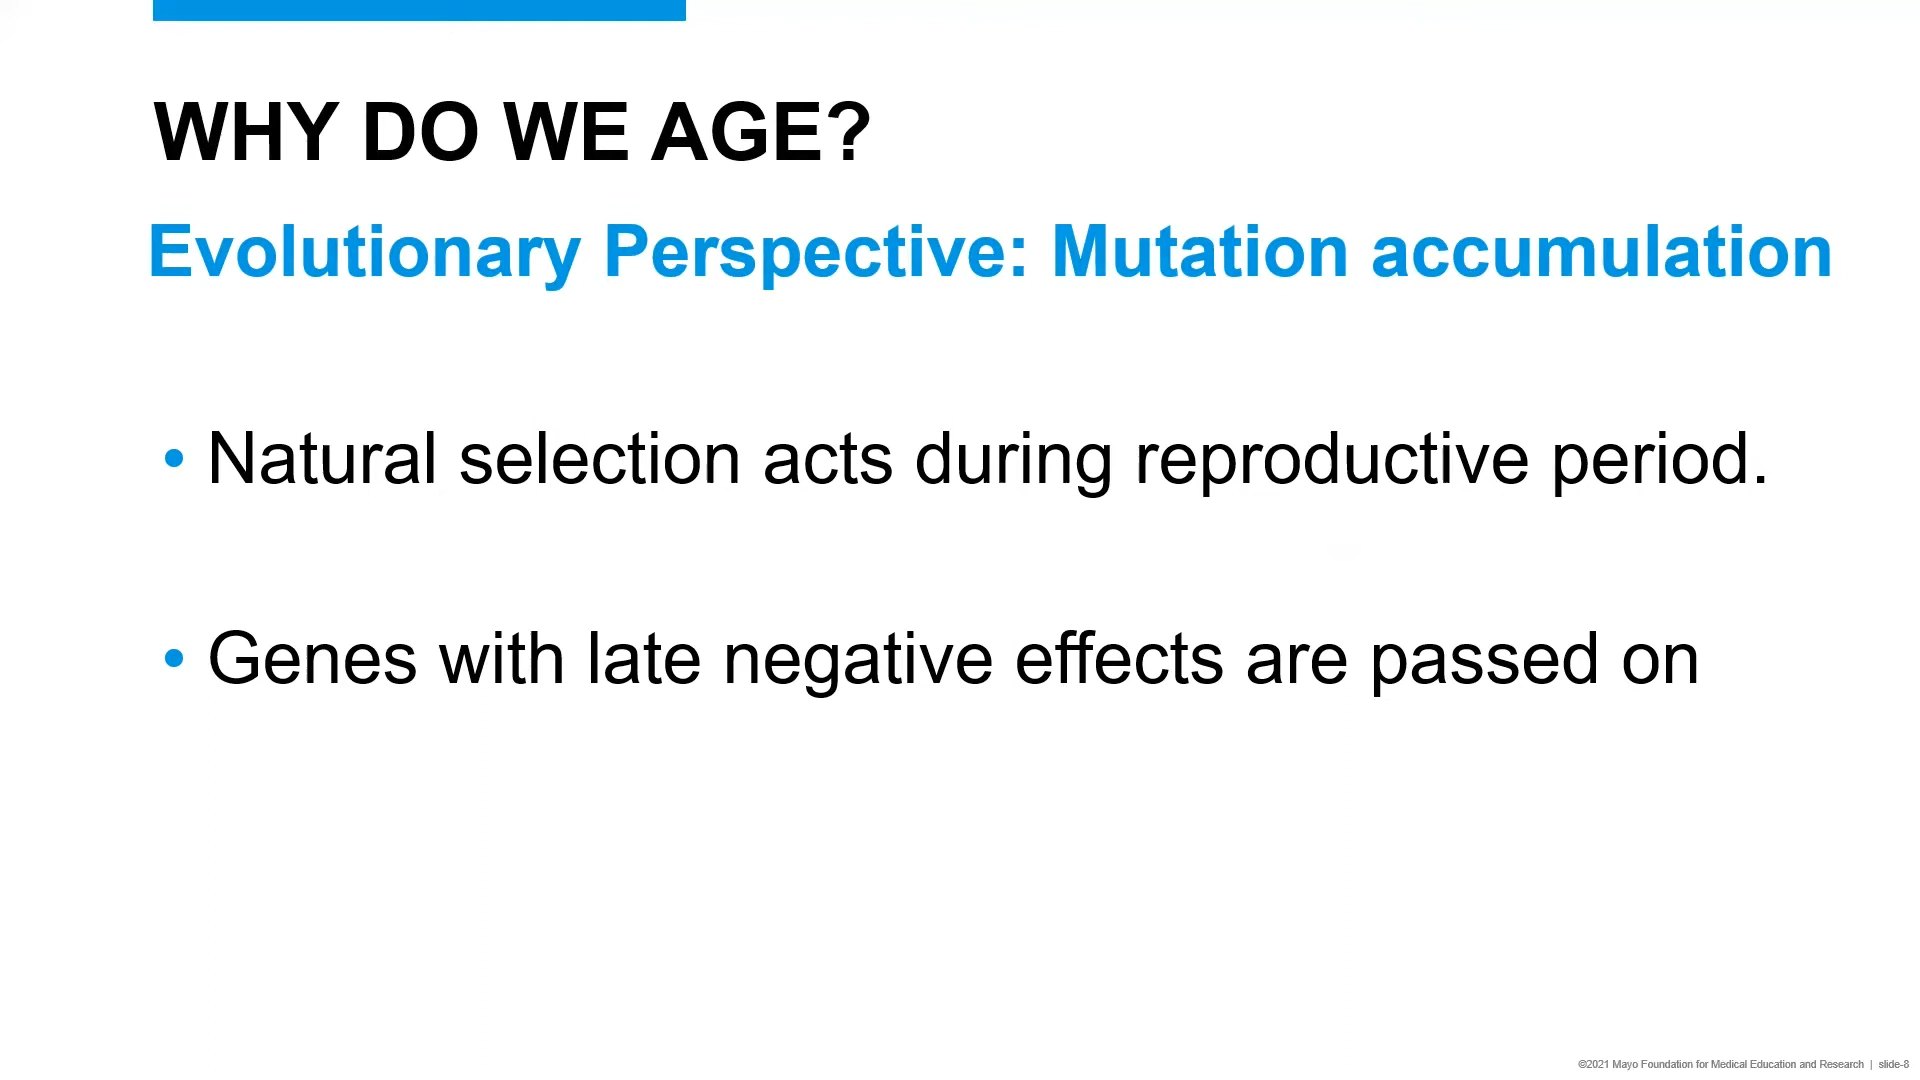 WHY DO WE AGE?
Evolutionary Perspective: Mutation accumulation
• Natural selection acts during reproductive period.
• Genes with late negative effects are passed on
©2021 Mayo Foundation for Medical Education and Research | slide-8